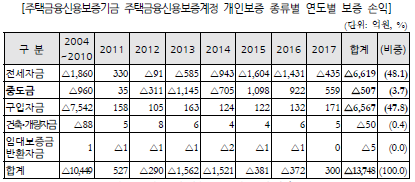 [주택금융신용보증기금 주택금융신용보증계정 개인보증 종류별 연도별 보증 손익]
(단위: 억원, %)
구 분 2004~2010 2011 2012 2013 2014 2015 2016 2017 합계 (비중)
전세자금 △1,860 330 △91 △585 △943 △1,604 △1,431 △435 △6,619 (48.1)
중도금 △960 35 △311 △1,145 △705 1,098 922 559 △507 (3.7)
구입자금 △7,542 158 105 163 124 122 132 171 △6,567 (47.8)
건축·개량자금 △88 5 8 6 4 4 6 5 △50 (0.4)
임대보증금 반환자금 1 △1 △1 △1 △2 △1 △1 0 △5 (0.0)
합계 △10,449 527 △290 △1,562 △1,521 △381 △372 300 △13,748 (100.0)